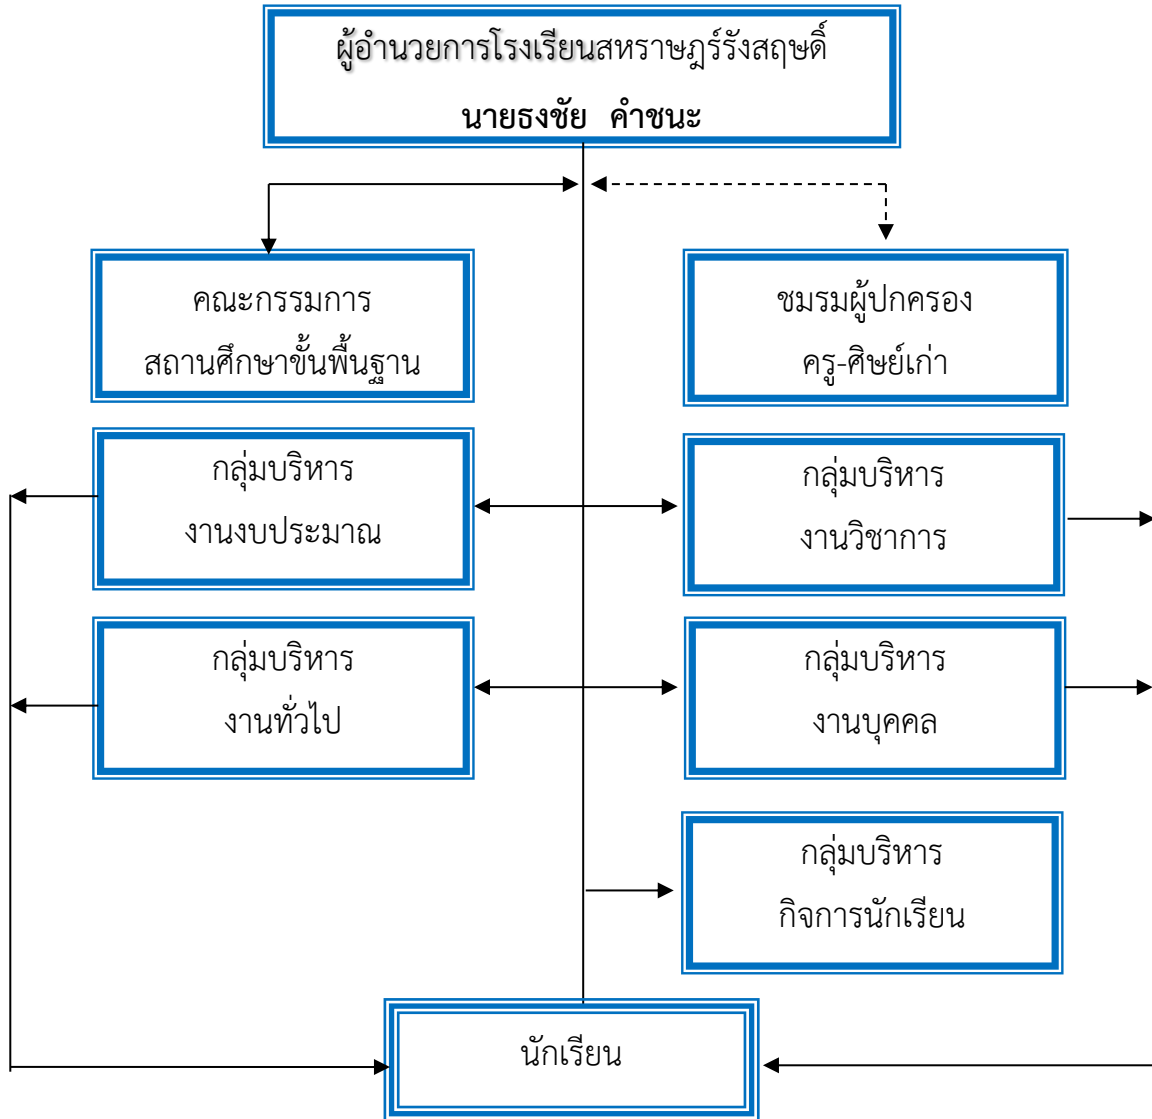 ผู้อำนวยการโรงเรียนสหราษฎร์รังสฤษดิ์
นายธงชัย คำชนะ
คณะกรรมการ
สถานศึกษาขั้นพื้นฐาน
ชมรมผู้ปกครอง
ครู-ศิษย์เก่า
กลุ่มบริหาร
งานงบประมาณ
กลุ่มบริหาร
งานวิชาการ
กลุ่มบริหาร
งานทั่วไป
กลุ่มบริหาร
งานบุคคล
กลุ่มบริหาร
กิจการนักเรียน
นักเรียน